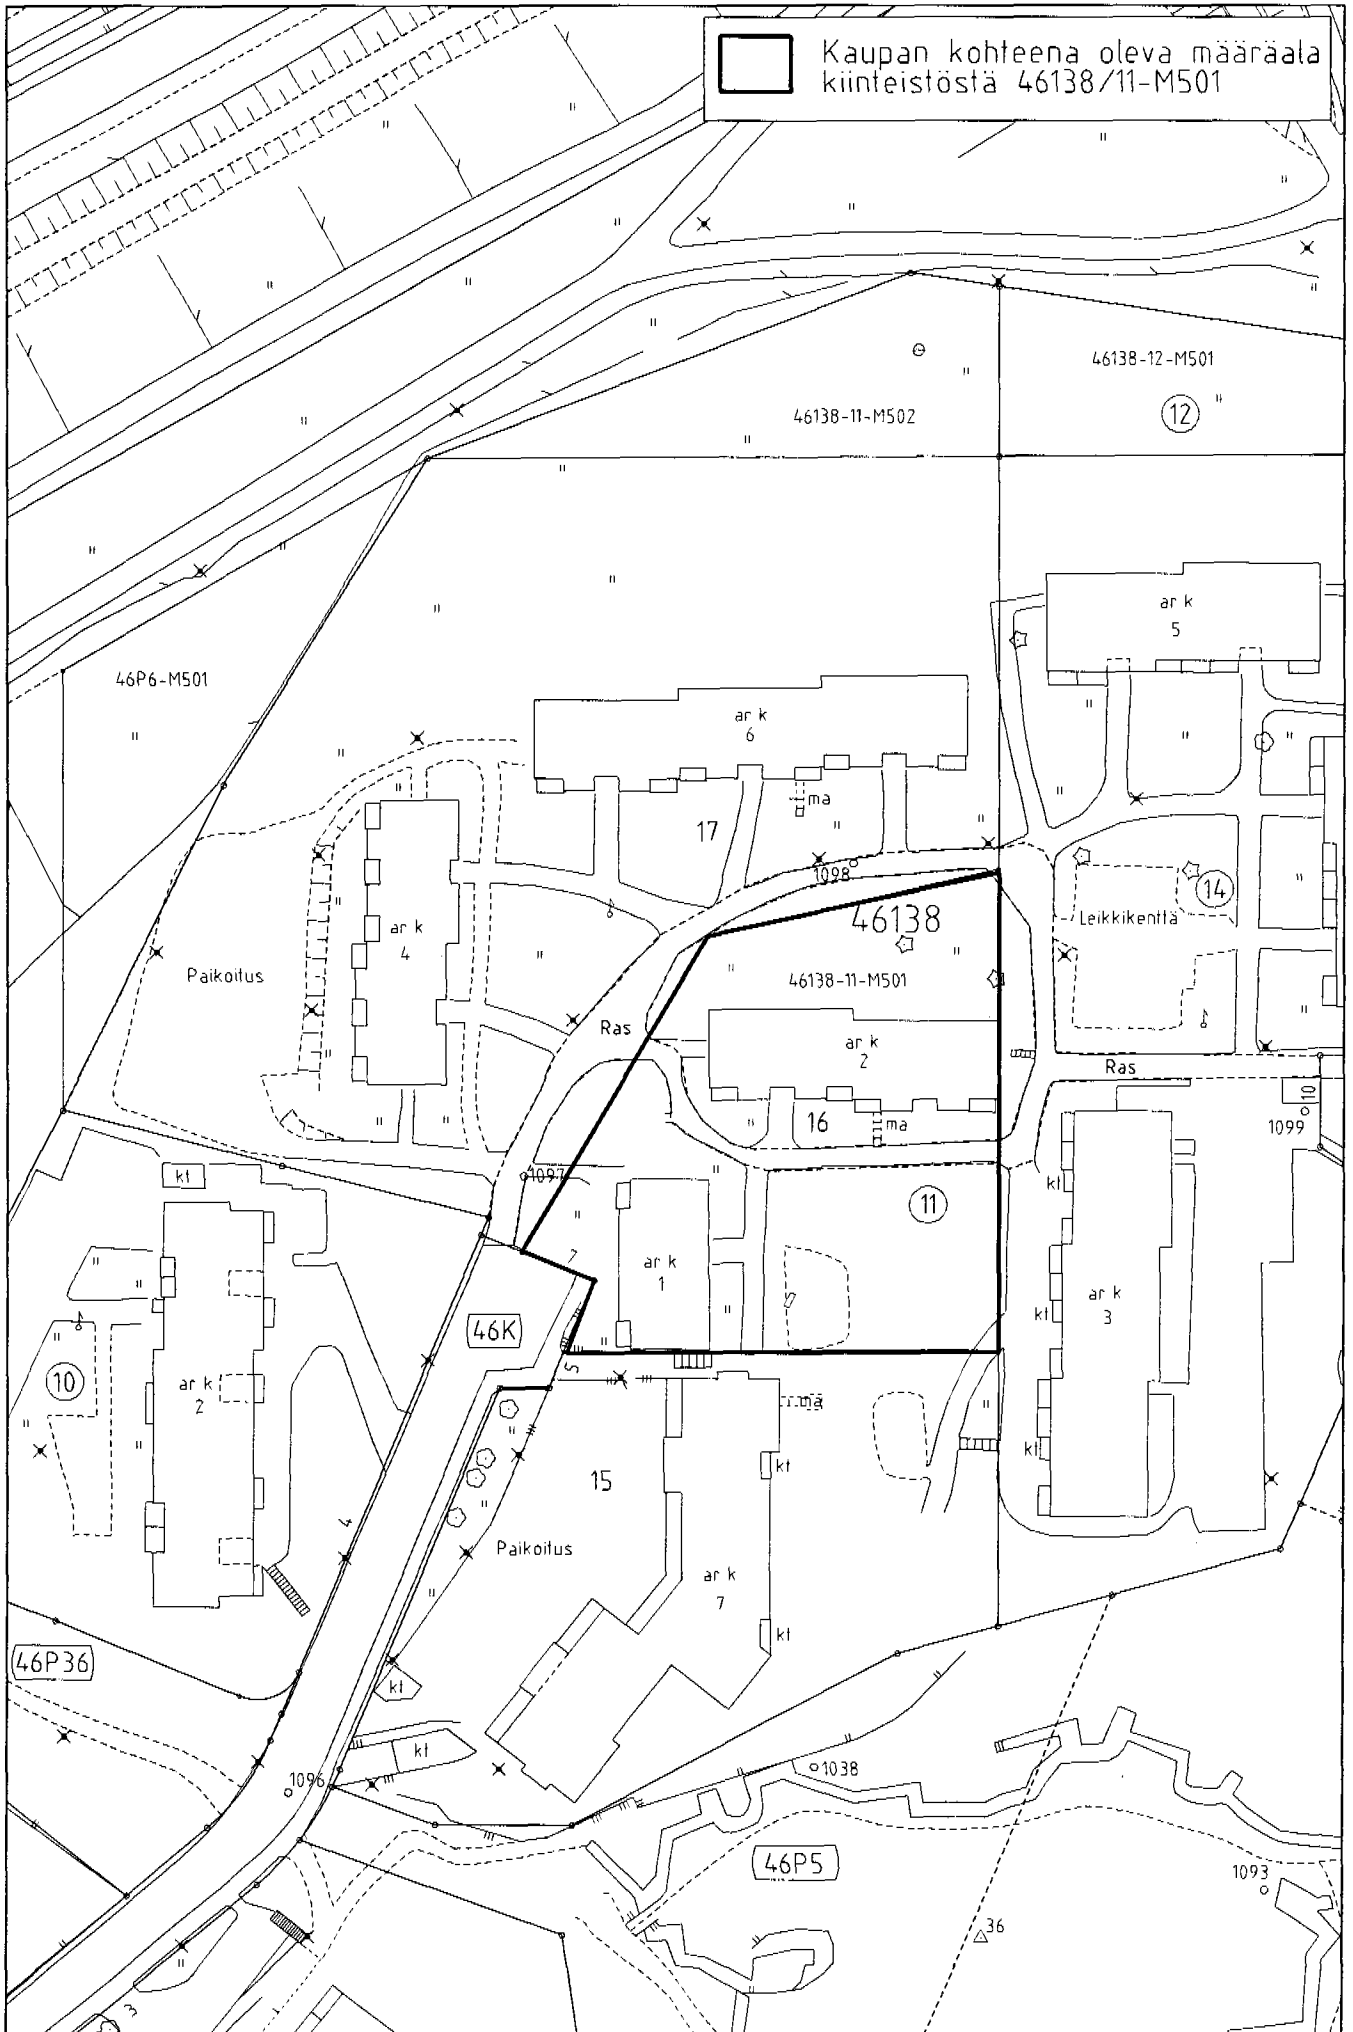 Kaupan kohteena oleva määräala
kiinteistöstä 46138/11-M501
46138-12-M501
46138-11-M502
12
ar k
5
46P6-M501
ar k
6
ma
17
1098
46138
14
Leikkikenttä
ar k
4
Paikoitus
46138-11-M501
Ras
ar k
2
Ras
16
ma
10
1099
1097
kt
kt
11
ar k
1
ar k
3
46K
kt
10
ar k
2
5
ma
kt
kt
15
4
Paikoitus
ar k
7
kt
46P36
kt
kt
1096
1038
46P5
1093
36
3